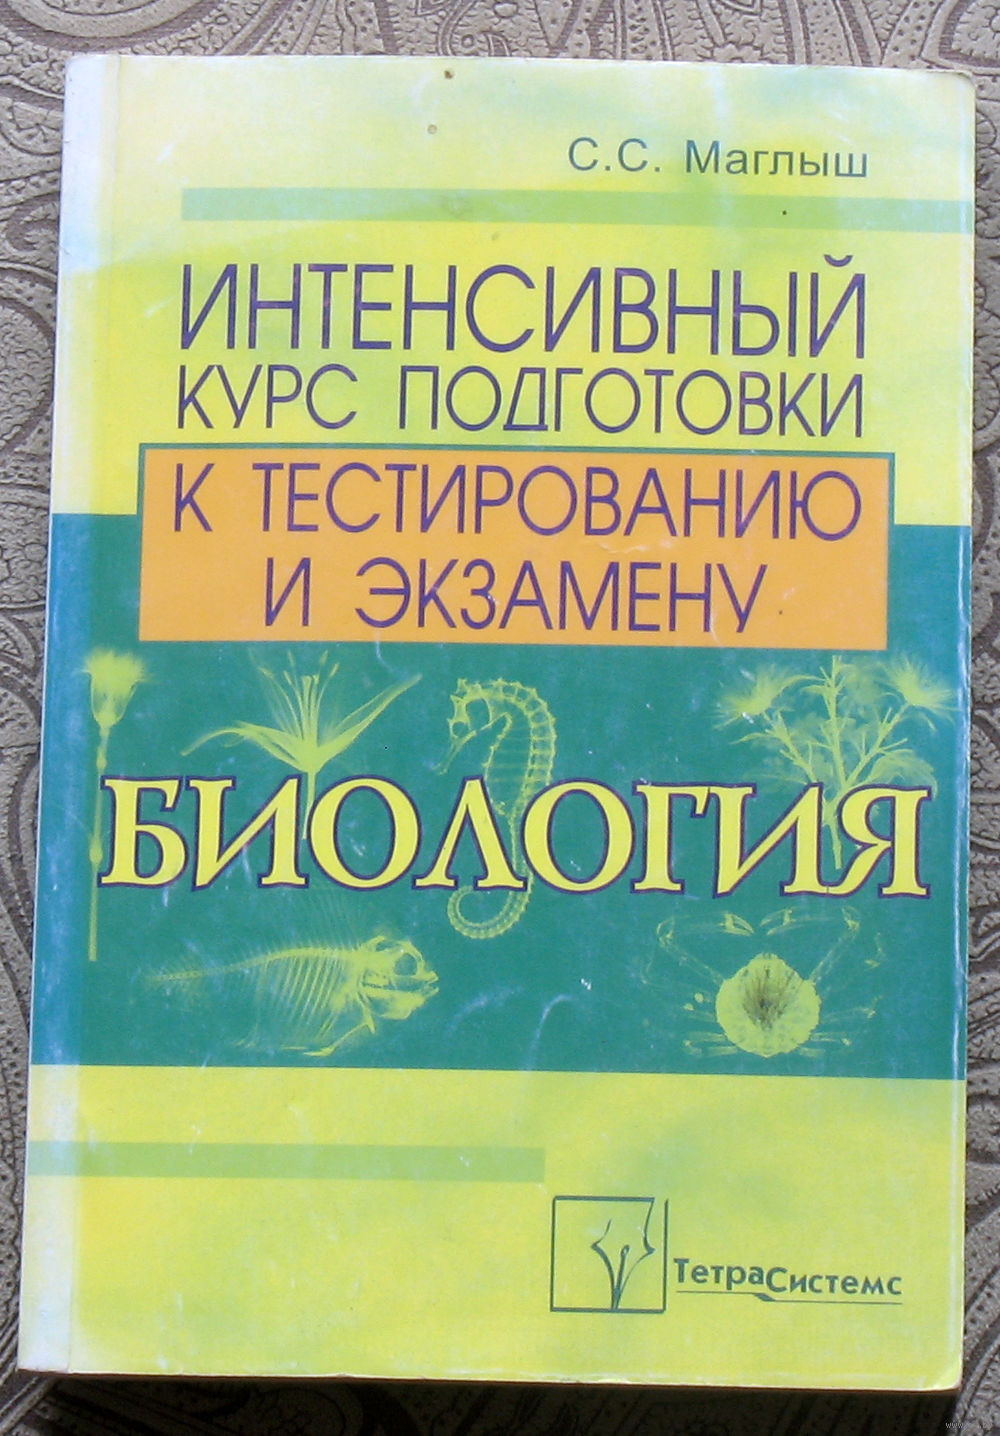 С.С. Маглыш
ИНТЕНСИВНЫЙ
КУРС ПОДГОТОВКИ
К ТЕСТИРОВАНИЮ
И ЭКЗАМЕНУ
БИОЛОГИЯ
ТетраСистемс